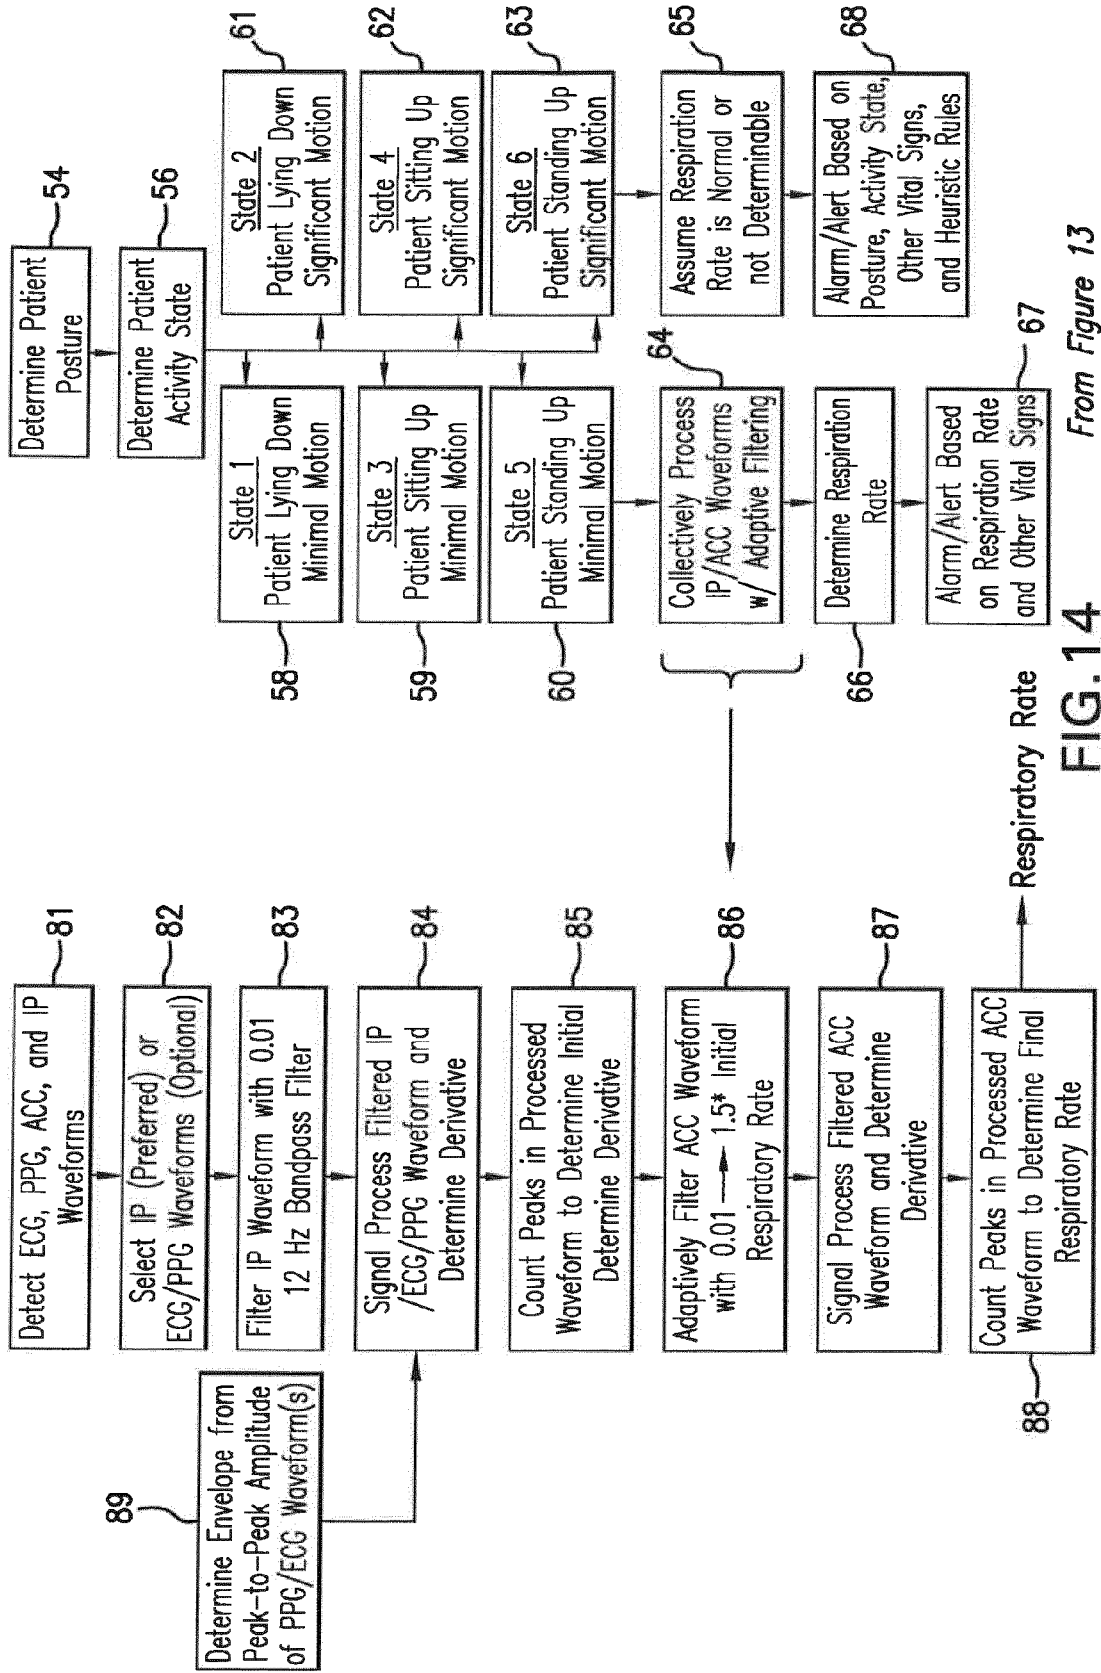 81
Detect ECG, PPG, ACC, and IP
Waveforms
82
Select IP (Preferred) or
ECG/PPG Waveforms (Optional)
83
Filter IP Waveform with 0.01
12 Hz Bandpass Filter
89
Determine Envelope from
Peak-to-Peak Amplitude
of PPG/ECG Waveform(s)
84
Signal Process Filtered IP
/ECG/PPG Waveform and
Determine Derivative
85
Count Peaks in Processed
Waveform to Determine Initial
Determine Derivative
86
Adaptively Filter ACC Waveform
with 0.01 → 1.5* Initial
Respiratory Rate
87
Signal Process Filtered ACC
Waveform and Determine
Derivative
88
Count Peaks in Processed ACC
Waveform to Determine Final
Respiratory Rate
Respiratory Rate
54
Determine Patient
Posture
56
Determine Patient
Activity State
58
State 1
Patient Lying Down
Minimal Motion
61
State 2
Patient Lying Down
Significant Motion
59
State 3
Patient Sitting Up
Minimal Motion
62
State 4
Patient Sitting Up
Significant Motion
60
State 5
Patient Standing Up
Minimal Motion
63
State 6
Patient Standing Up
Significant Motion
64
Collectively Process
IP/ACC Waveforms
w/ Adaptive Filtering
65
Assume Respiration
Rate is Normal or
not Determinable
66
Determine Respiration
Rate
67
Alarm/Alert Based
on Respiration Rate
and Other Vital Signs
68
Alarm/Alert Based on
Posture, Activity State,
Other Vital Signs,
and Heuristic Rules
FIG.14
From Figure 13